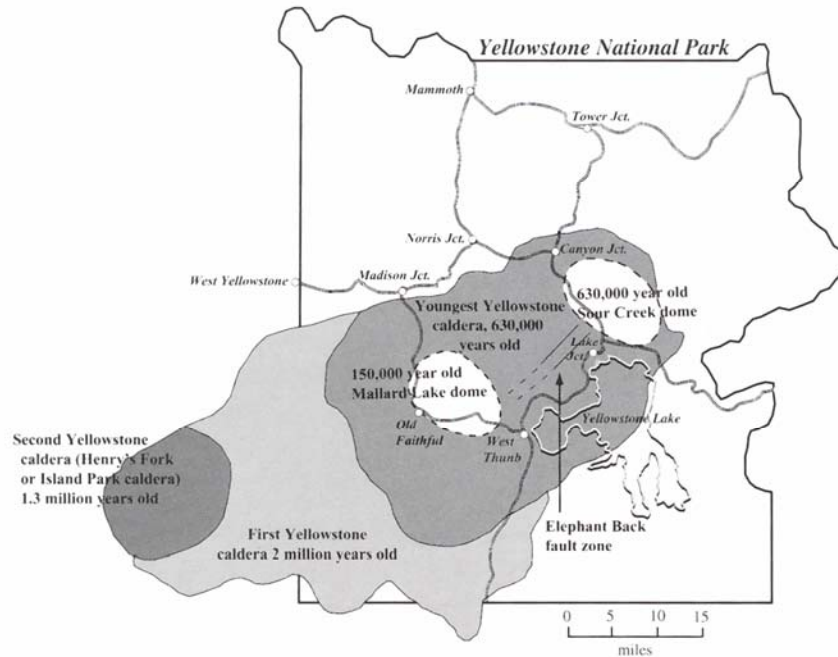 Yellowstone National Park
Mammoth
Tower Jct.
Norris Jct.
Canyon Jct.
West Yellowstone
Madison Jct.
630,000 year old
Sour Creek dome
Youngest Yellowstone
caldera, 630,000
years old
Lake
Jct.
150,000 year old
Mallard Lake dome
Old
Faithful
West
Thunb
Yellowstone Lake
Second Yellowstone
caldera (Henry's Fork
or Island Park caldera)
1.3 million years old
First Yellowstone
caldera 2 million years old
Elephant Back
fault zone
0 5 10 15
miles